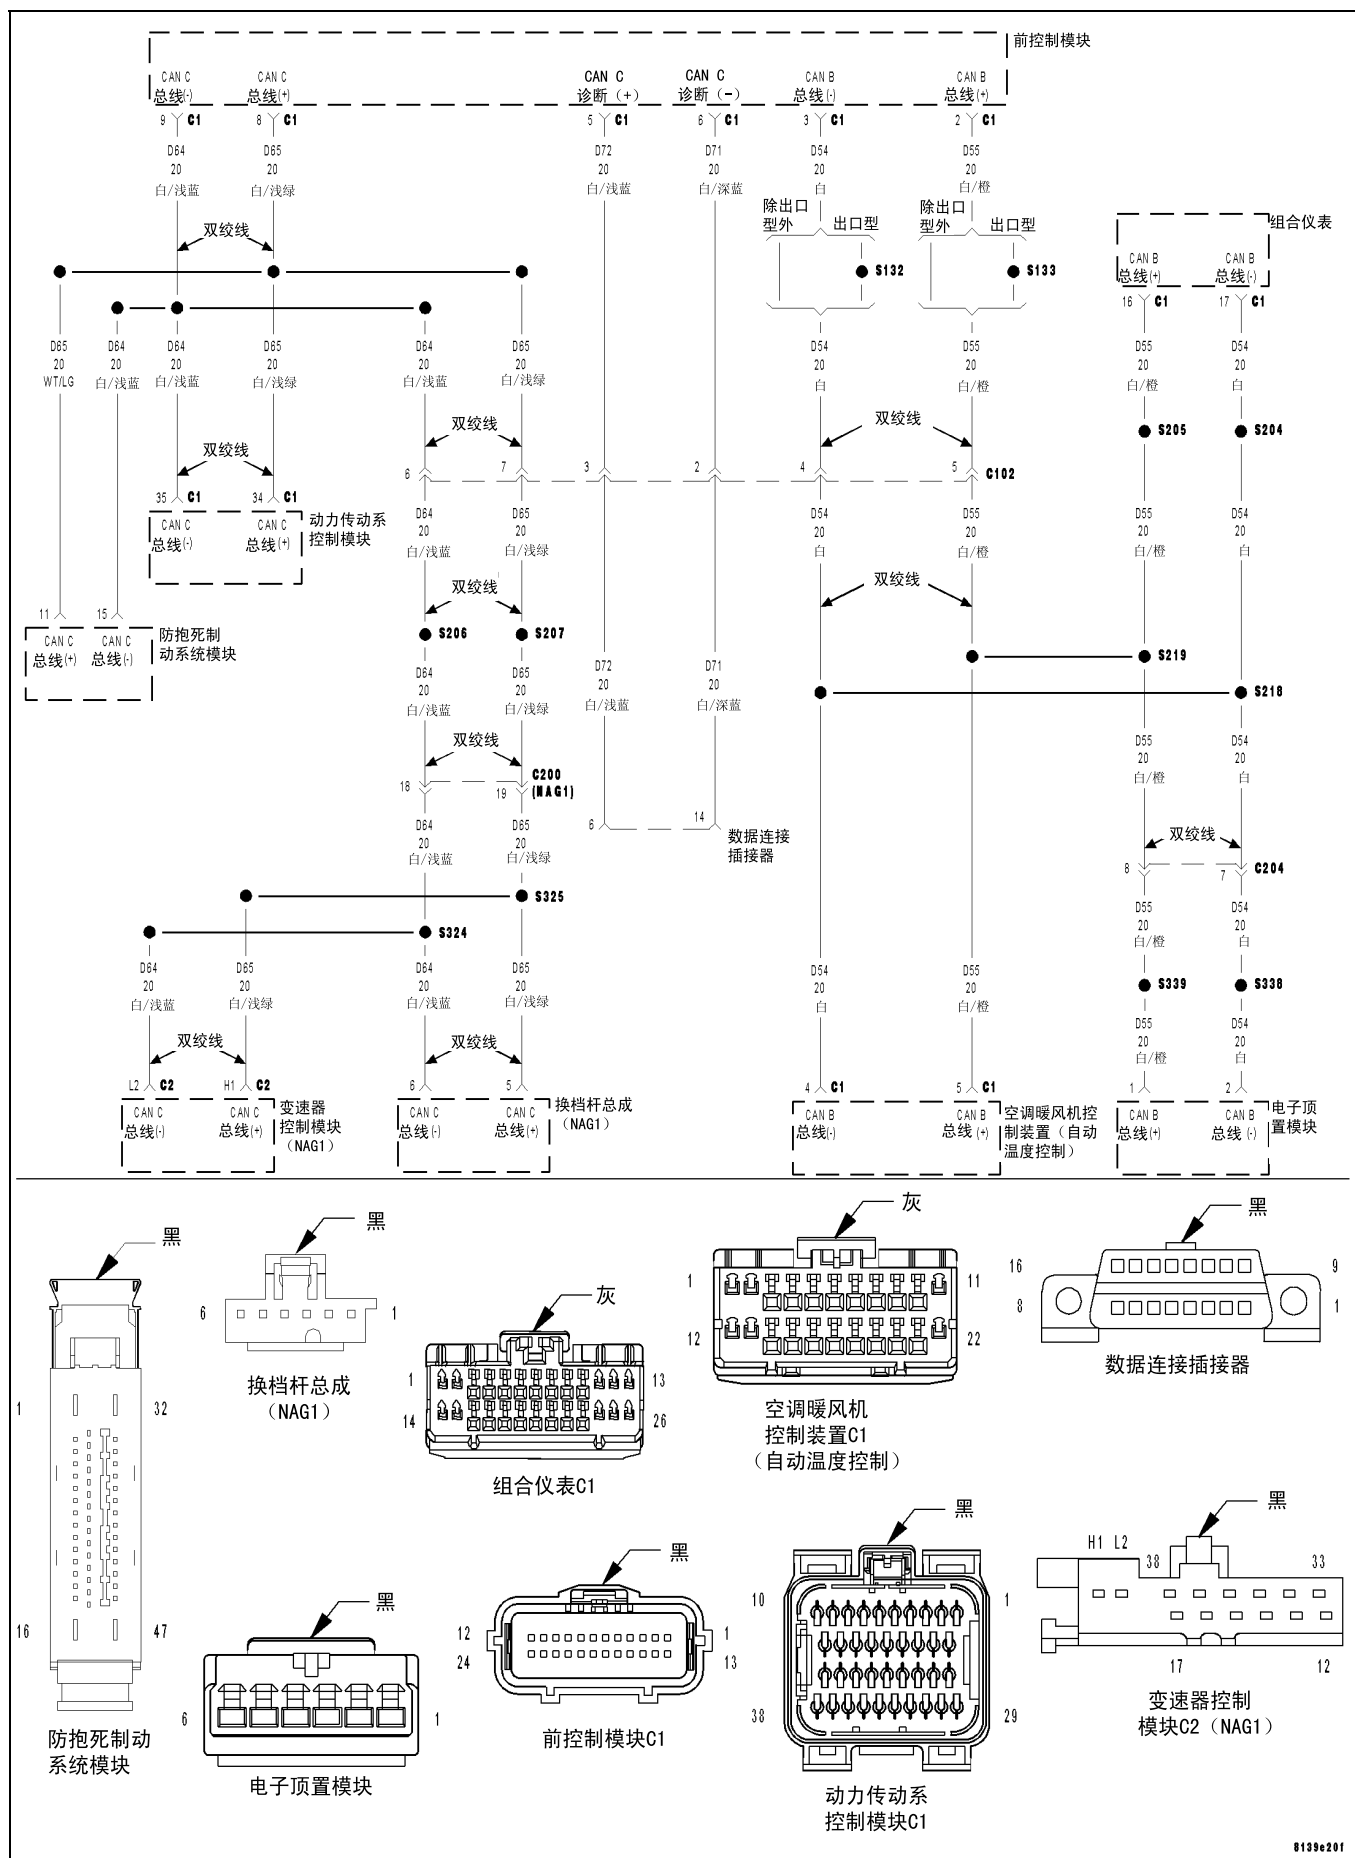 前控制模块
CAN C 总线(-)
CAN C 总线(+)
CAN C 诊断（+）
CAN C 诊断（-）
CAN B 总线(-)
CAN B 总线(+)
9 C1
8 C1
5 C1
6 C1
3 C1
2 C1
D64 20 白/浅蓝
D65 20 白/浅绿
D72 20 白/浅蓝
D71 20 白/深蓝
D54 20 白
D55 20 白/橙
双绞线
除出口型外
出口型
S132
除出口型外
出口型
S133
组合仪表
CAN B 总线(+)
CAN B 总线(-)
16 C1
17 C1
D65 20 WT/LG
D64 20 白/浅蓝
D64 20 白/浅蓝
D65 20 白/浅绿
D64 20 白/浅蓝
D65 20 白/浅绿
D54 20 白
D55 20 白/橙
D55 20 白/橙
D54 20 白
双绞线
双绞线
双绞线
S205
S204
6
7
3
2
4
5
C102
35 C1
34 C1
CAN C 总线(-)
CAN C 总线(+)
动力传动系
控制模块
D64 20 白/浅蓝
D65 20 白/浅绿
D54 20 白
D55 20 白/橙
D55 20 白/橙
D54 20 白
双绞线
双绞线
11
15
CAN C 总线(+)
CAN C 总线(-)
防抱死制
动系统模块
S206
S207
S219
S218
D64 20 白/浅蓝
D65 20 白/浅绿
D72 20 白/浅蓝
D71 20 白/深蓝
双绞线
18
19
C200
(NAG1)
D55 20 白/橙
D54 20 白
6
14
数据连接
插接器
D64 20 白/浅蓝
D65 20 白/浅绿
双绞线
8
7
C204
S325
S324
D55 20 白/橙
D54 20 白
D64 20 白/浅蓝
D65 20 白/浅绿
D64 20 白/浅蓝
D65 20 白/浅绿
D54 20 白
D55 20 白/橙
S339
S338
D55 20 白/橙
D54 20 白
双绞线
双绞线
L2 C2
H1 C2
6
5
4 C1
5 C1
1
2
CAN C 总线(-)
CAN C 总线(+)
变速器
控制模块
（NAG1）
CAN C 总线(-)
CAN C 总线(+)
换档杆总成
（NAG1）
CAN B 总线(-)
CAN B 总线(+)
空调暖风机控
制装置（自动
温度控制）
CAN B 总线(+)
CAN B 总线(-)
电子顶
置模块
黑
1
32
16
47
防抱死制动
系统模块
黑
6
1
换档杆总成
（NAG1）
灰
1
13
14
26
组合仪表C1
灰
1
11
12
22
空调暖风机
控制装置C1
（自动温度控制）
黑
16
9
8
1
数据连接插接器
黑
6
1
电子顶置模块
黑
12
1
24
13
前控制模块C1
黑
10
1
38
29
动力传动系
控制模块C1
黑
H1 L2
38
33
17
12
变速器控制
模块C2（NAG1）
8139e20f